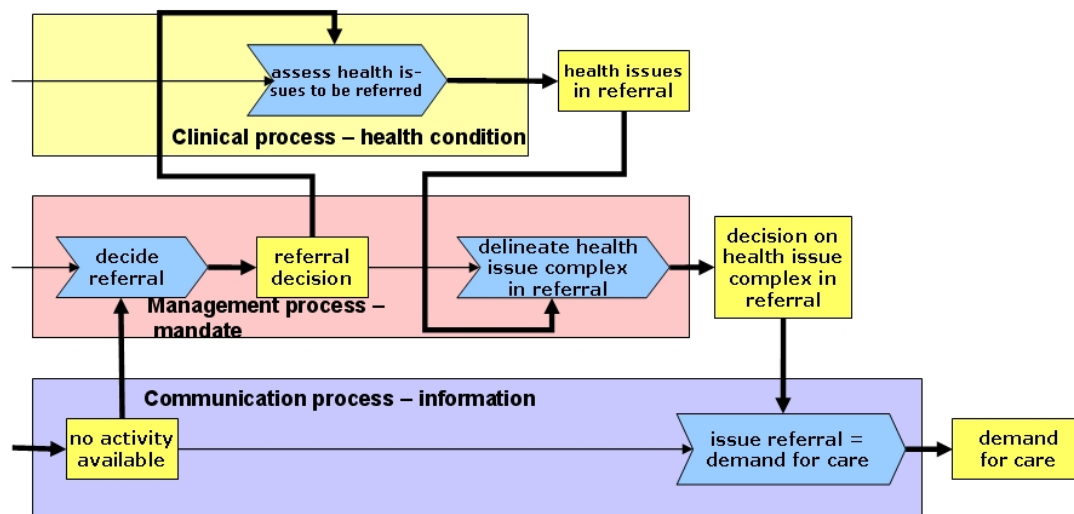 assess health is-
sues to be referred
health issues
in referral
Clinical process – health condition
decide
referral
referral
decision
delineate health
issue complex
in referral
decision on
health issue
complex in
referral
Management process –
mandate
Communication process – information
no activity
available
issue referral =
demand for care
demand
for care